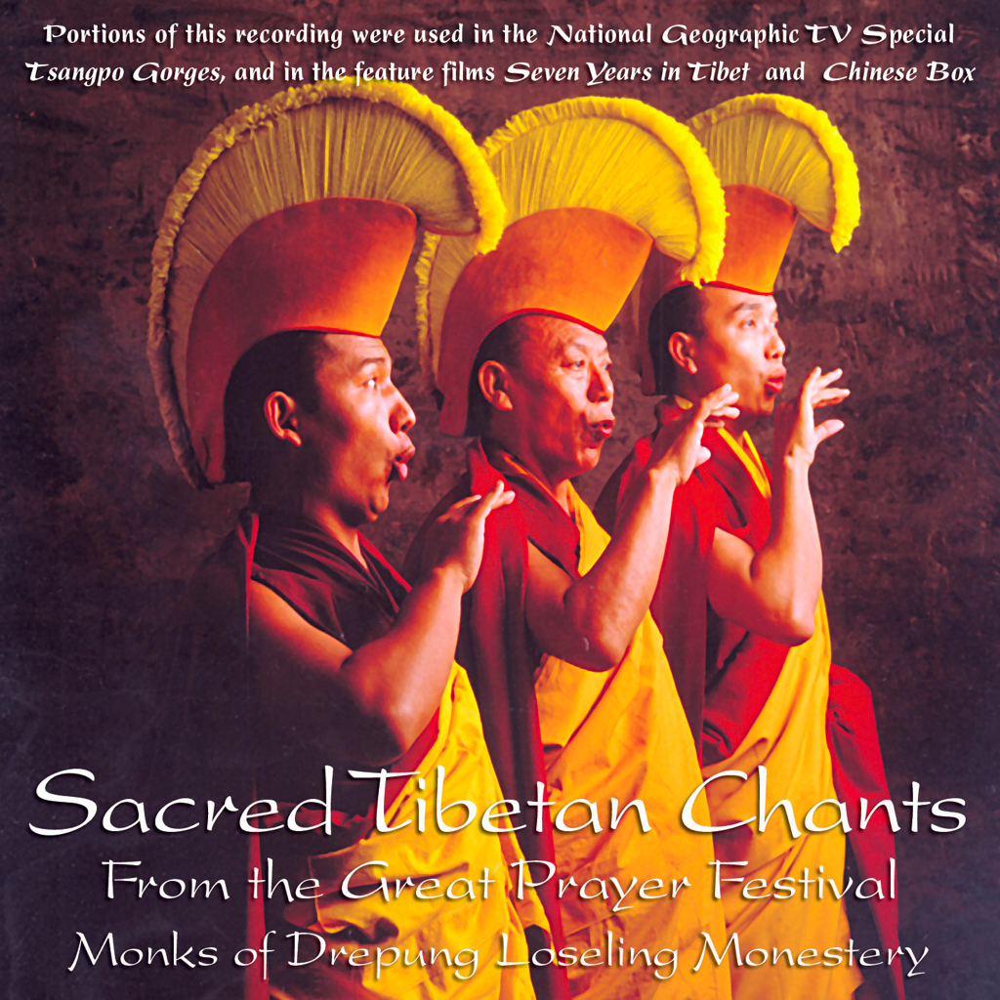 Portions of this recording were used in the National Geographic TV Special
Tsangpo Gorges, and in the feature films Seven Years in Tibet and Chinese Box
Sacred Tibetan Chants
From the Great Prayer Festival
Monks of Drepung Loseling Monestery